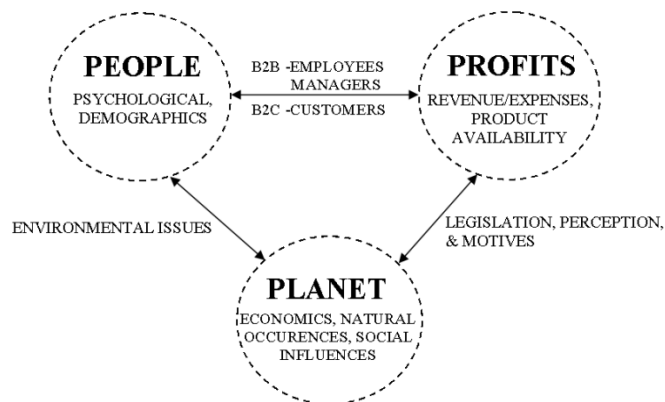 PEOPLE
PSYCHOLOGICAL,
DEMOGRAPHICS
B2B -EMPLOYEES
MANAGERS
B2C -CUSTOMERS
PROFITS
REVENUE/EXPENSES,
PRODUCT
AVAILABILITY
ENVIRONMENTAL ISSUES
LEGISLATION, PERCEPTION,
& MOTIVES
PLANET
ECONOMICS, NATURAL
OCCURENCES, SOCIAL
INFLUENCES